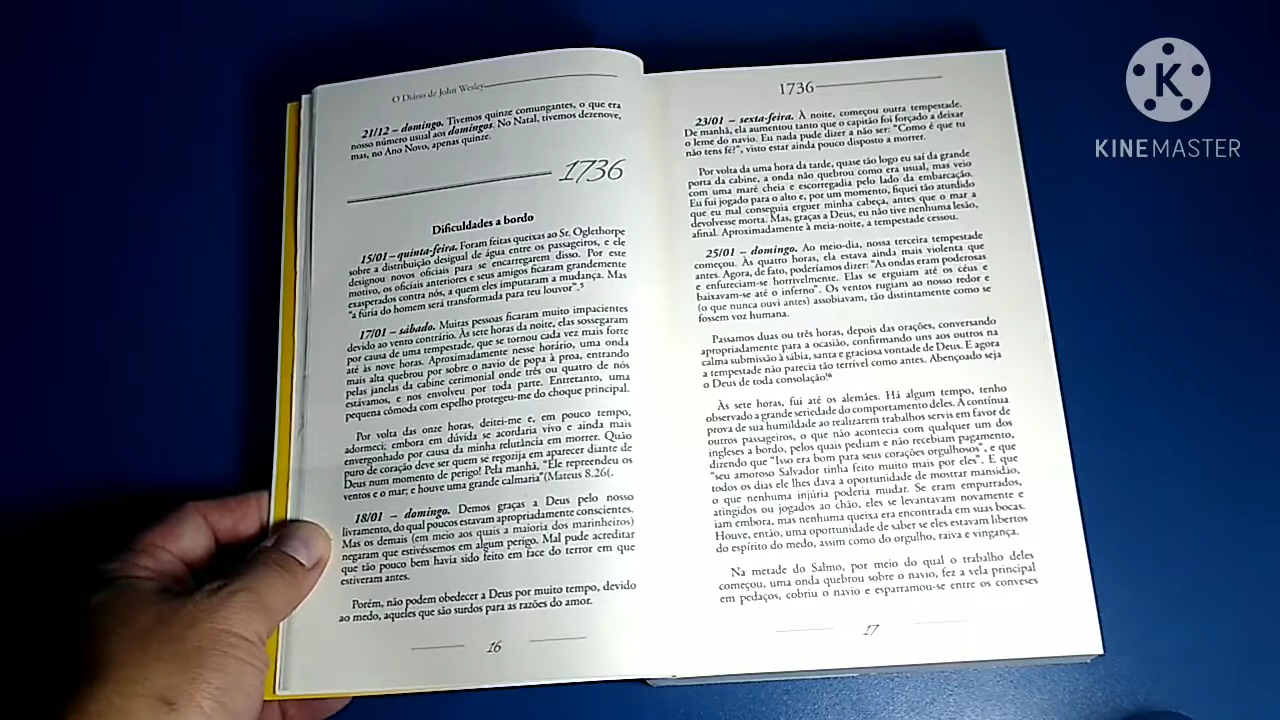 O Diário de John Wesley
21/12 – domingo. Tivemos quinze comungantes, o que era
nosso número usual aos domingos. No Natal, tivemos dezenove,
mas, no Ano Novo, apenas quinze.
1736
Dificuldades a bordo
15/01 – quinta-feira. Foram feitas queixas ao Sr. Oglethorpe
sobre a distribuição desigual de água entre os passageiros, e ele
designou novos oficiais para se encarregarem disso. Por este
motivo, os oficiais anteriores e seus amigos ficaram grandemente
exasperados contra nós, a quem eles imputaram a mudança. Mas
"a fúria do homem será transformada para teu louvor".⁵
17/01 – sábado. Muitas pessoas ficaram muito impacientes
devido ao vento contrário. Às sete horas da noite, elas sossegaram
por causa de uma tempestade, que se tornou cada vez mais forte
até às nove horas. Aproximadamente nesse horário, uma onda
mais alta quebrou por sobre o navio de popa à proa, entrando
pelas janelas da cabine cerimonial onde três ou quatro de nós
estávamos, e nos envolveu por toda parte. Entretanto, uma
pequena cômoda com espelho protegeu-me do choque principal.
Por volta das onze horas, deitei-me e, em pouco tempo,
adormeci; embora em dúvida se acordaria vivo e ainda mais
envergonhado por causa da minha relutância em morrer. Quão
puro de coração deve ser quem se regozija em aparecer diante de
Deus num momento de perigo! Pela manhã, "Ele repreendeu os
ventos e o mar; e houve uma grande calmaria"(Mateus 8.26(.
18/01 – domingo. Demos graças a Deus pelo nosso
livramento, do qual poucos estavam apropriadamente conscientes.
Mas os demais (em meio aos quais a maioria dos marinheiros)
negaram que estivéssemos em algum perigo. Mal pude acreditar
que tão pouco bem havia sido feito em face do terror em que
estiveram antes.
Porém, não podem obedecer a Deus por muito tempo, devido
ao medo, aqueles que são surdos para as razões do amor.
16
1736
23/01 – sexta-feira. À noite, começou outra tempestade.
De manhã, ela aumentou tanto que o capitão foi forçado a deixar
o leme do navio. Eu nada pude dizer a não ser: "Como é que tu
não tens fé?", visto estar ainda pouco disposto a morrer.
Por volta da uma hora da tarde, quase tão logo eu saí da grande
porta da cabine, a onda não quebrou como era usual, mas veio
com uma maré cheia e escorregadia pelo lado da embarcação.
Eu fui jogado para o alto e, por um momento, fiquei tão aturdido
que eu mal conseguia erguer minha cabeça, antes que o mar a
devolvesse morta. Mas, graças a Deus, eu não tive nenhuma lesão,
afinal. Aproximadamente à meia-noite, a tempestade cessou.
25/01 – domingo. Ao meio-dia, nossa terceira tempestade
começou. Às quatro horas, ela estava ainda mais violenta que
antes. Agora, de fato, poderíamos dizer: "As ondas eram poderosas
e enfureciam-se horrivelmente. Elas se erguiam até os céus e
baixavam-se até o inferno". Os ventos rugiam ao nosso redor e
(o que nunca ouvi antes) assobiavam, tão distintamente como se
fossem voz humana.
Passamos duas ou três horas, depois das orações, conversando
apropriadamente para a ocasião, confirmando uns aos outros na
calma submissão à sábia, santa e graciosa vontade de Deus. E agora
a tempestade não parecia tão terrível como antes. Abençoado seja
o Deus de toda consolação!⁶
Às sete horas, fui até os alemães. Há algum tempo, tenho
observado a grande seriedade do comportamento deles. A contínua
prova de sua humildade ao realizarem trabalhos servis em favor de
outros passageiros, o que não acontecia com qualquer um dos
ingleses a bordo, pelos quais pediam e não recebiam pagamento,
dizendo que "Isso era bom para seus corações orgulhosos", e que
"seu amoroso Salvador tinha feito muito mais por eles". E que
todos os dias ele lhes dava a oportunidade de mostrar mansidão,
o que nenhuma injúria poderia mudar. Se eram empurrados,
atingidos ou jogados ao chão, eles se levantavam novamente e
iam embora, mas nenhuma queixa era encontrada em suas bocas.
Houve, então, uma oportunidade de saber se eles estavam libertos
do espírito do medo, assim como do orgulho, raiva e vingança.
Na metade do Salmo, por meio do qual o trabalho deles
começou, uma onda quebrou sobre o navio, fez a vela principal
em pedaços, cobriu o navio e esparramou-se entre os conveses
17
K
KINEMASTER